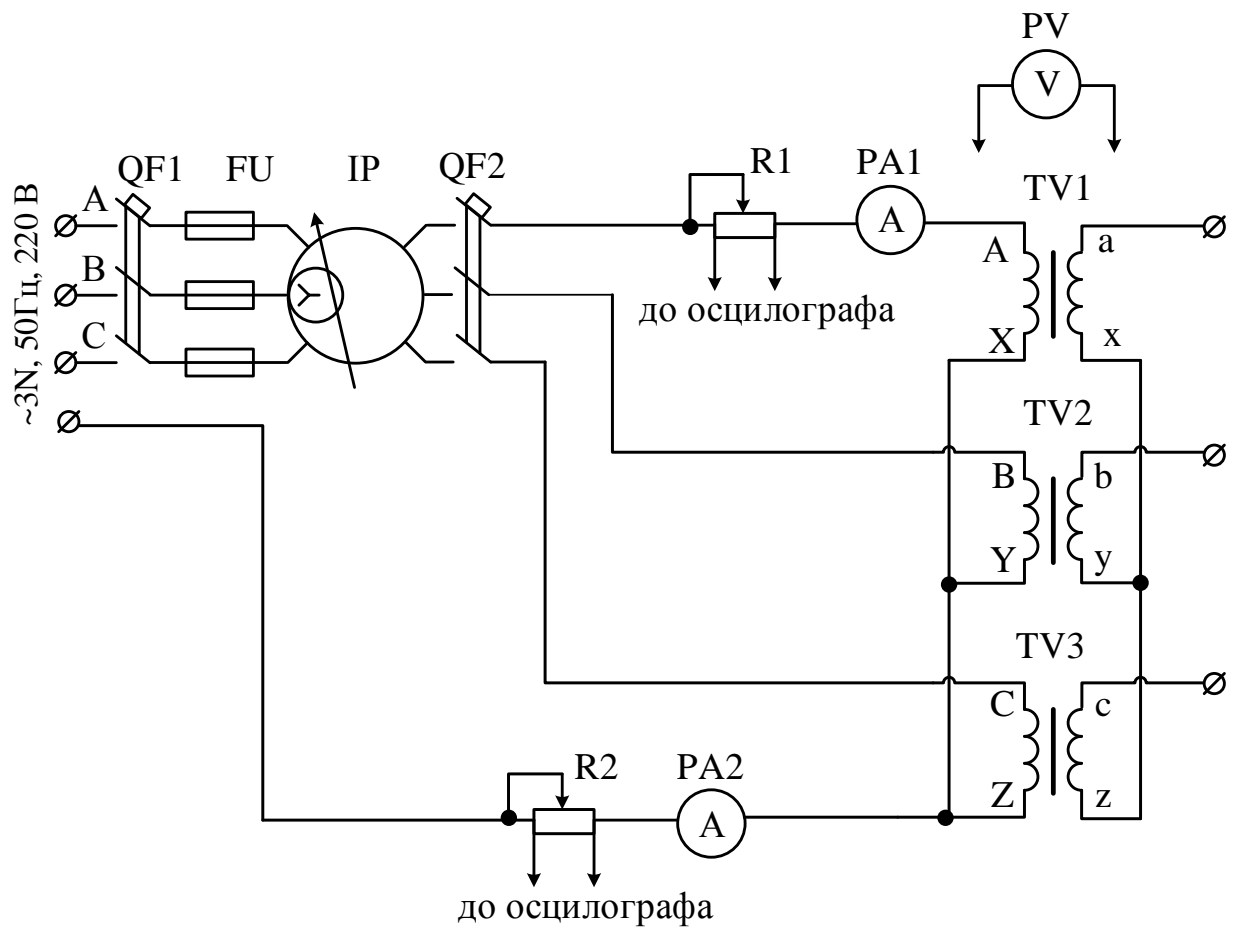 PV
V
QF1 FU IP QF2 R1 PA1 TV1
A
A
A a
~3N, 50Гц, 220 В
B
до осцилографа
C
X x
TV2
B b
Y y
TV3
C c
R2 PA2
Z z
A
до осцилографа